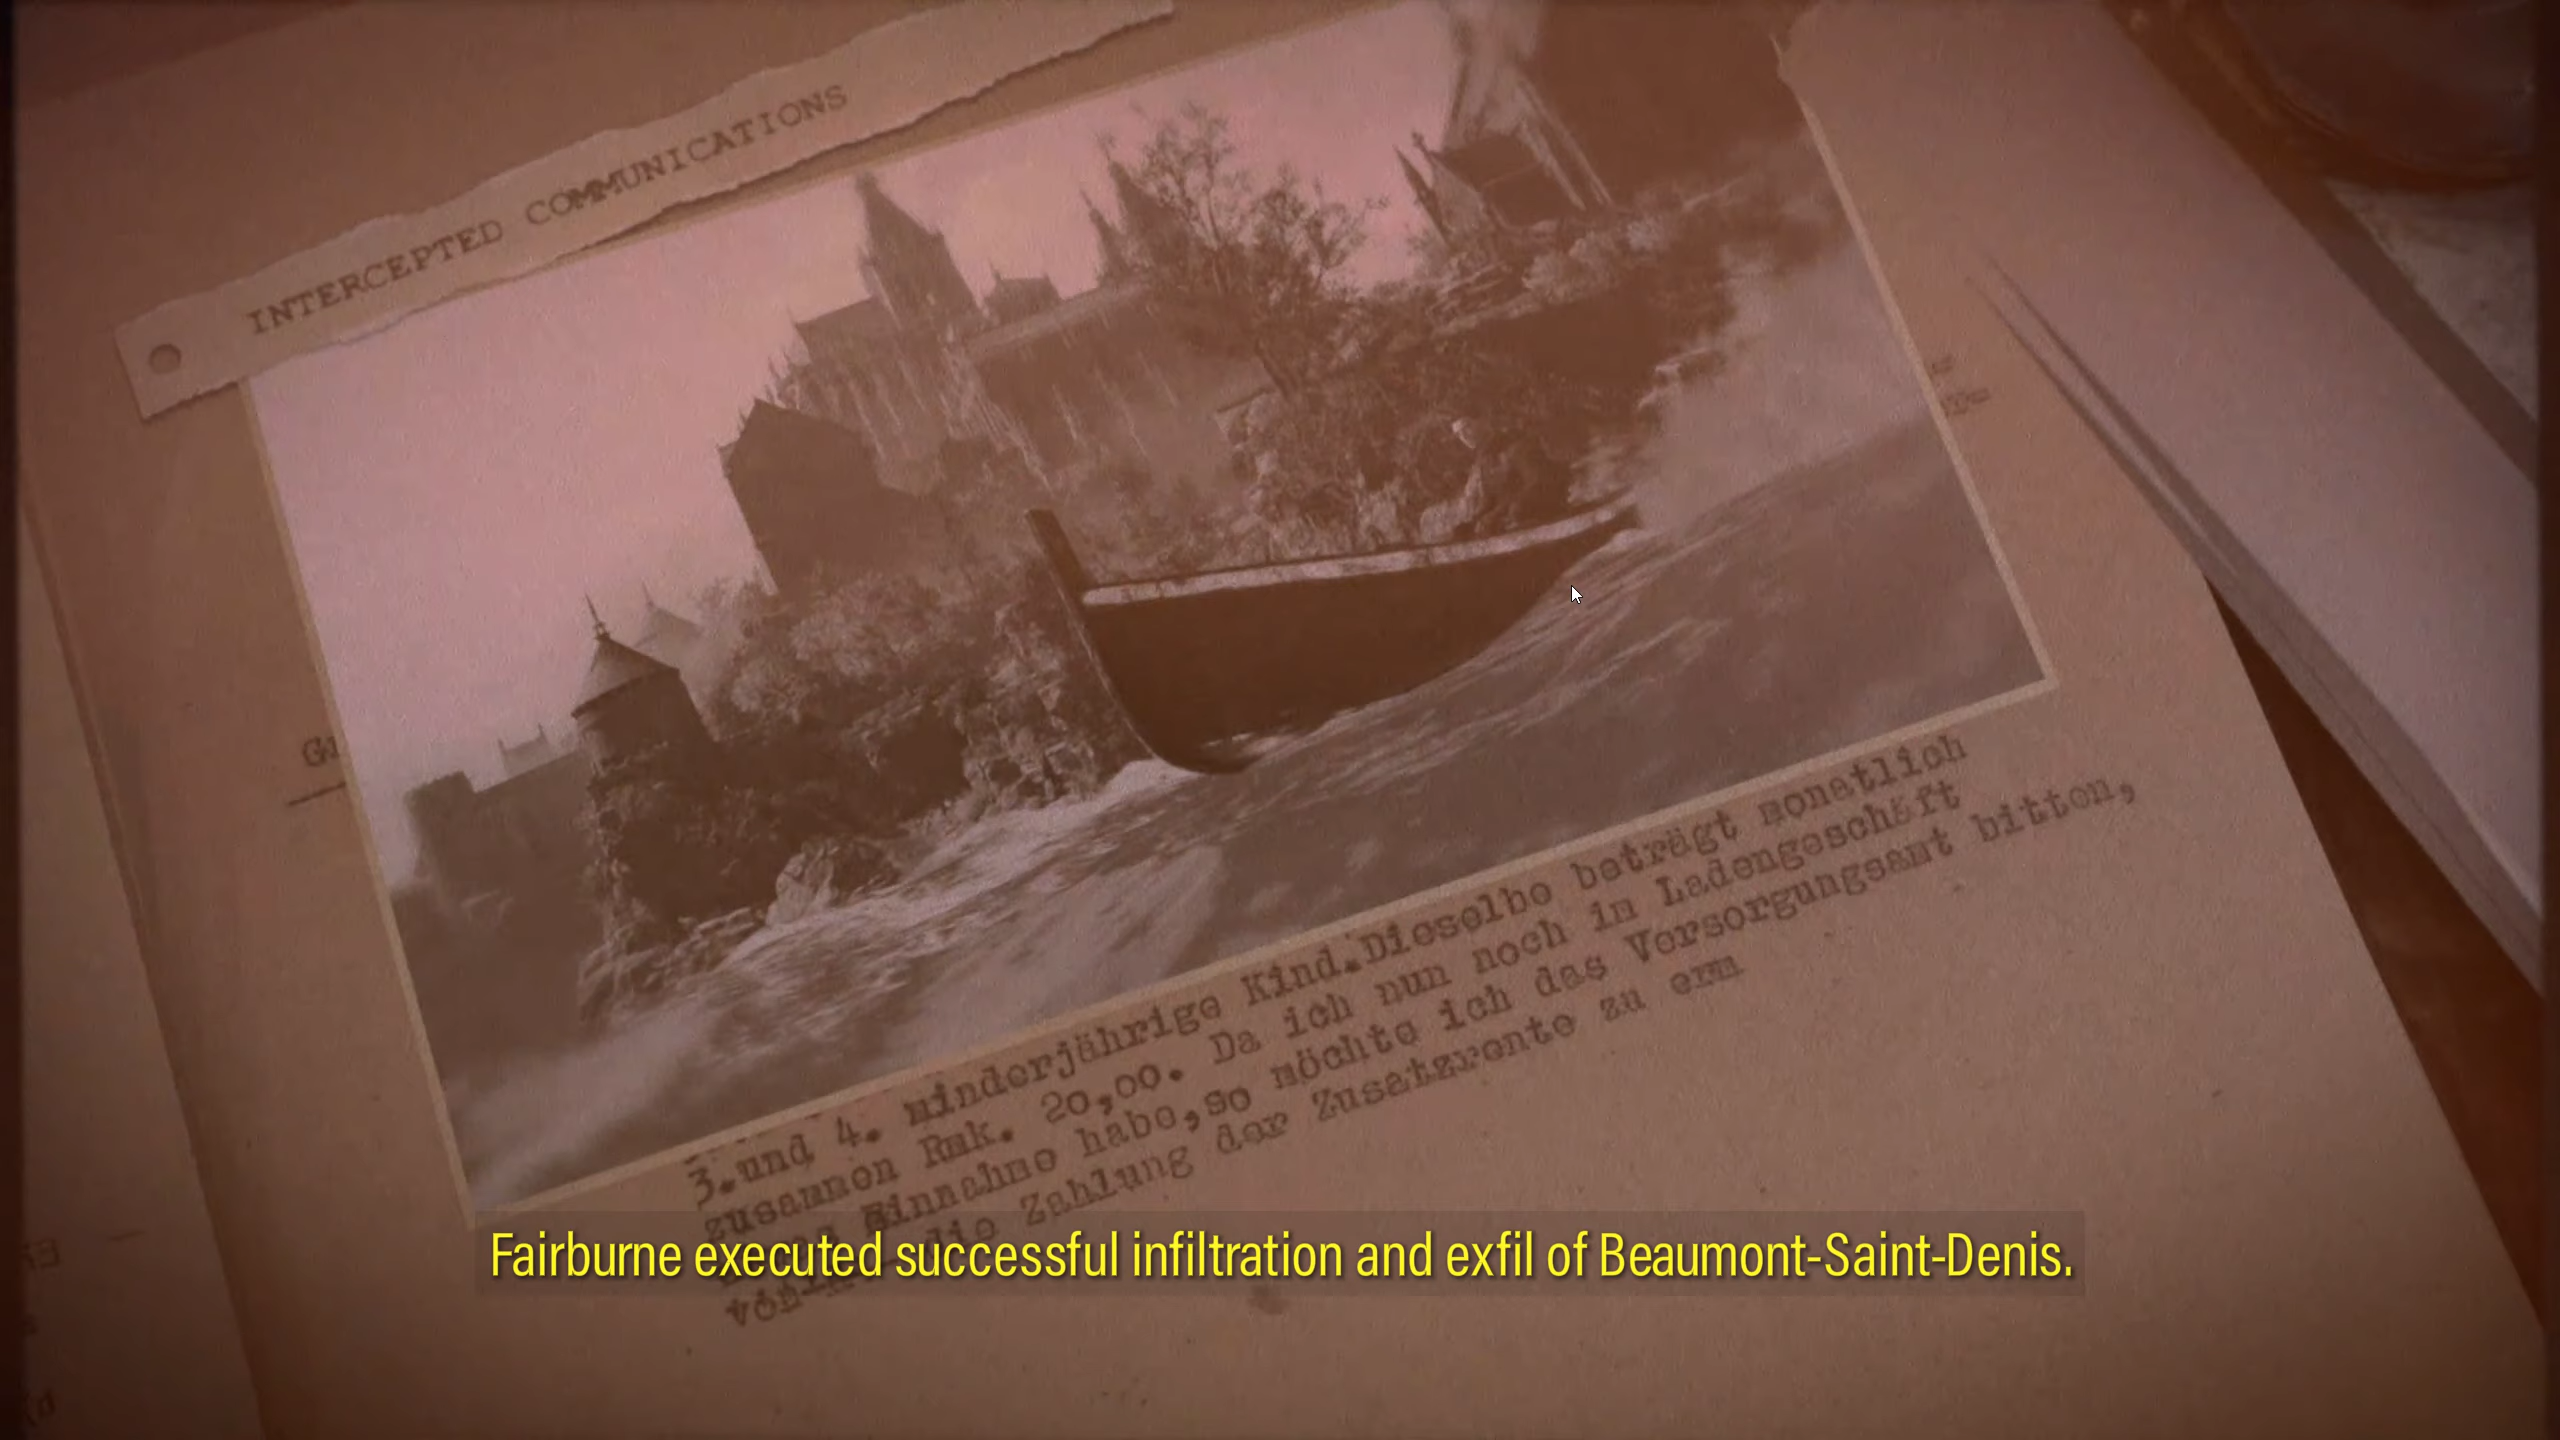 INTERCEPTED COMMUNICATIONS
3.und 4. minderjährige Kind.Dieselbe beträgt monatlich
zusammen Rmk. 20,00. Da ich nun noch in Ladengeschäft
Einnahme habe,so möchte ich das Versorgungsamt bitten,
die Zahlung der Zusatzrente zu erm
Fairburne executed successful infiltration and exfil of Beaumont-Saint-Denis.